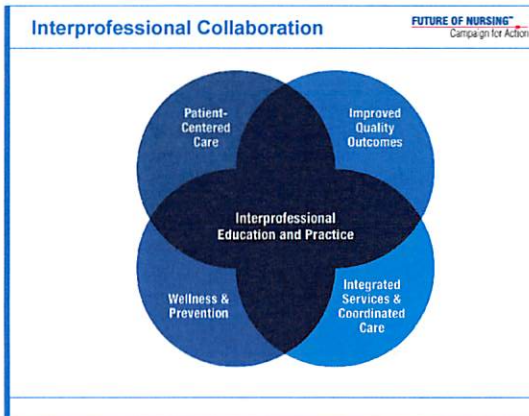 Interprofessional Collaboration
FUTURE OF NURSING™
Campaign for Action
Patient-
Centered
Care
Improved
Quality
Outcomes
Interprofessional
Education and Practice
Wellness &
Prevention
Integrated
Services &
Coordinated
Care